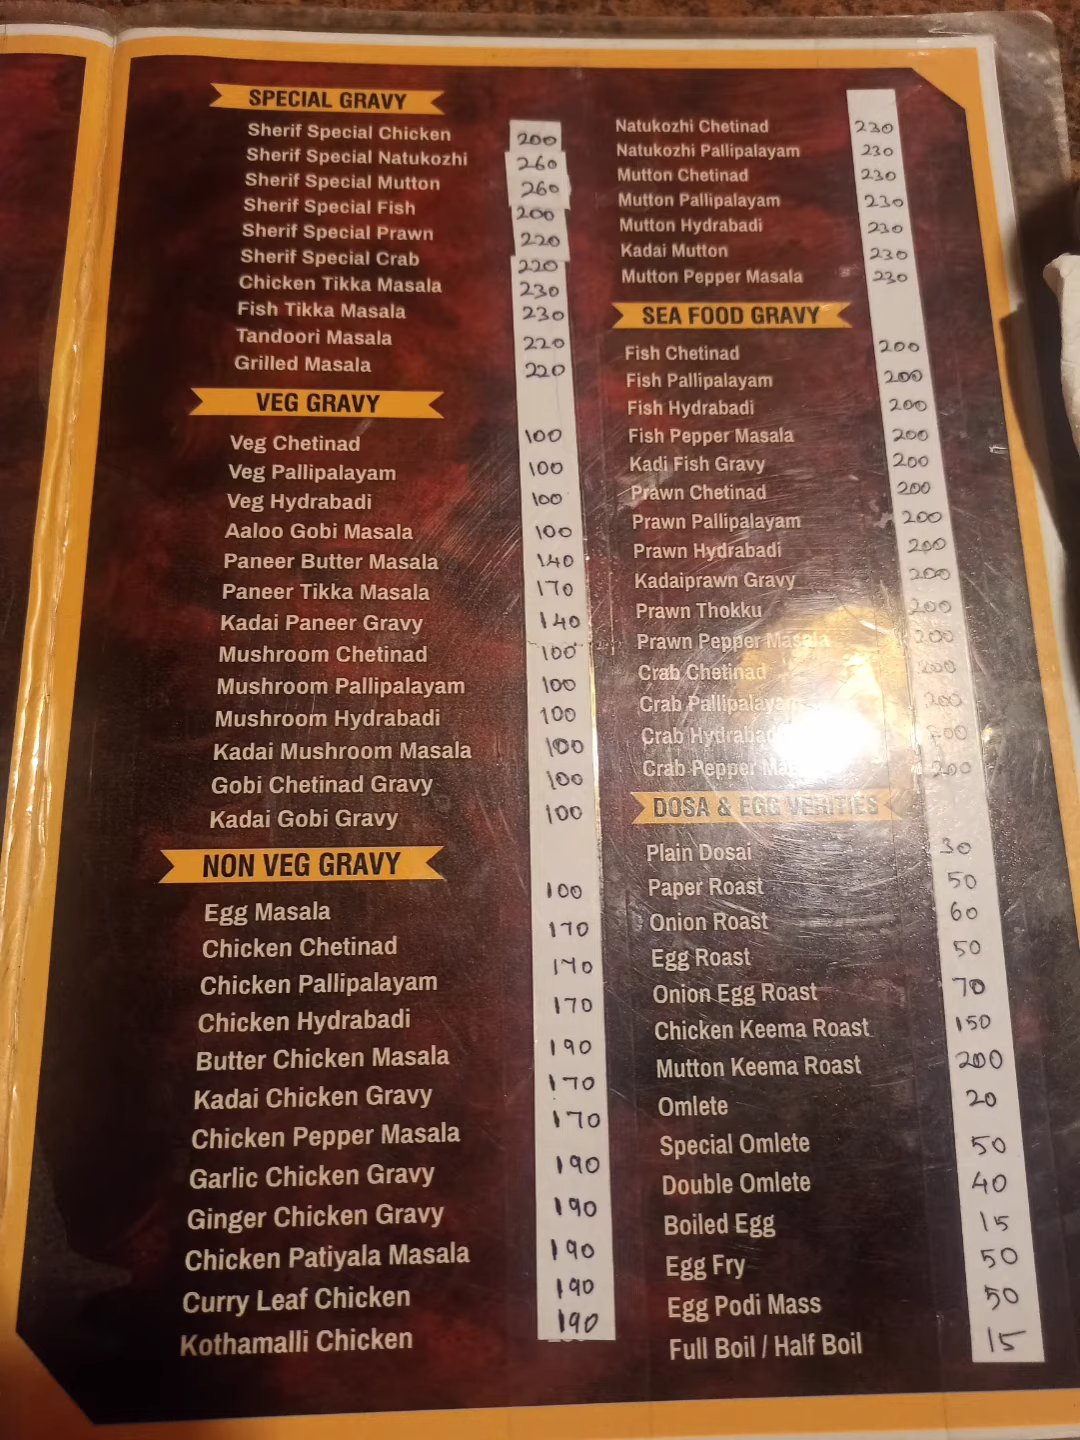 SPECIAL GRAVY
Sherif Special Chicken 200
Sherif Special Natukozhi 260
Sherif Special Mutton 260
Sherif Special Fish 200
Sherif Special Prawn 220
Sherif Special Crab 220
Chicken Tikka Masala 230
Fish Tikka Masala 230
Tandoori Masala 220
Grilled Masala 220
VEG GRAVY
Veg Chetinad 100
Veg Pallipalayam 100
Veg Hydrabadi 100
Aaloo Gobi Masala 100
Paneer Butter Masala 140
Paneer Tikka Masala 170
Kadai Paneer Gravy 140
Mushroom Chetinad 100
Mushroom Pallipalayam 100
Mushroom Hydrabadi 100
Kadai Mushroom Masala 100
Gobi Chetinad Gravy 100
Kadai Gobi Gravy 100
NON VEG GRAVY
Egg Masala 100
Chicken Chetinad 170
Chicken Pallipalayam 170
Chicken Hydrabadi 170
Butter Chicken Masala 190
Kadai Chicken Gravy 170
Chicken Pepper Masala 170
Garlic Chicken Gravy 190
Ginger Chicken Gravy 190
Chicken Patiyala Masala 190
Curry Leaf Chicken 190
Kothamalli Chicken 190
Natukozhi Chetinad 230
Natukozhi Pallipalayam 230
Mutton Chetinad 230
Mutton Pallipalayam 230
Mutton Hydrabadi 230
Kadai Mutton 230
Mutton Pepper Masala 230
SEA FOOD GRAVY
Fish Chetinad 200
Fish Pallipalayam 200
Fish Hydrabadi 200
Fish Pepper Masala 200
Kadi Fish Gravy 200
Prawn Chetinad 200
Prawn Pallipalayam 200
Prawn Hydrabadi 200
Kadaiprawn Gravy 200
Prawn Thokku 200
Prawn Pepper Masala 200
Crab Chetinad 200
Crab Pallipalayam 200
Crab Hydrabadi 200
Crab Pepper 200
DOSA & EGG VERITIES
Plain Dosai 30
Paper Roast 50
Onion Roast 60
Egg Roast 50
Onion Egg Roast 70
Chicken Keema Roast 150
Mutton Keema Roast 200
Omlete 20
Special Omlete 50
Double Omlete 40
Boiled Egg 15
Egg Fry 50
Egg Podi Mass 50
Full Boil / Half Boil 15